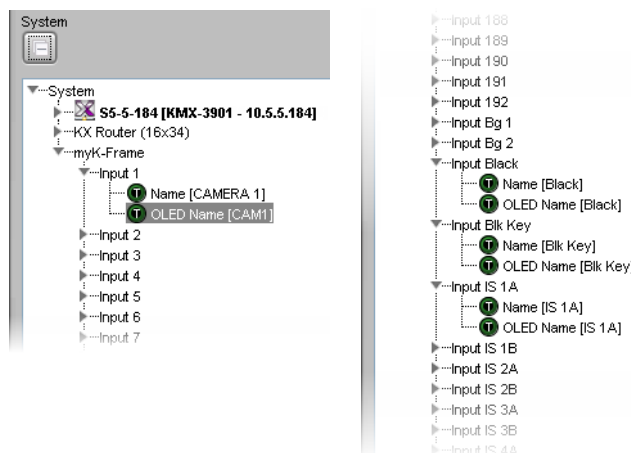 System
System
S5-5-184 [KMX-3901 - 10.5.5.184]
KX Router (16x34)
myK-Frame
Input 1
Name [CAMERA 1]
OLED Name [CAM1]
Input 2
Input 3
Input 4
Input 5
Input 6
Input 7
Input 188
Input 189
Input 190
Input 191
Input 192
Input Bg 1
Input Bg 2
Input Black
Name [Black]
OLED Name [Black]
Input Blk Key
Name [Blk Key]
OLED Name [Blk Key]
Input IS 1A
Name [IS 1A]
OLED Name [IS 1A]
Input IS 1B
Input IS 2A
Input IS 2B
Input IS 3A
Input IS 3B
Input IS 4A